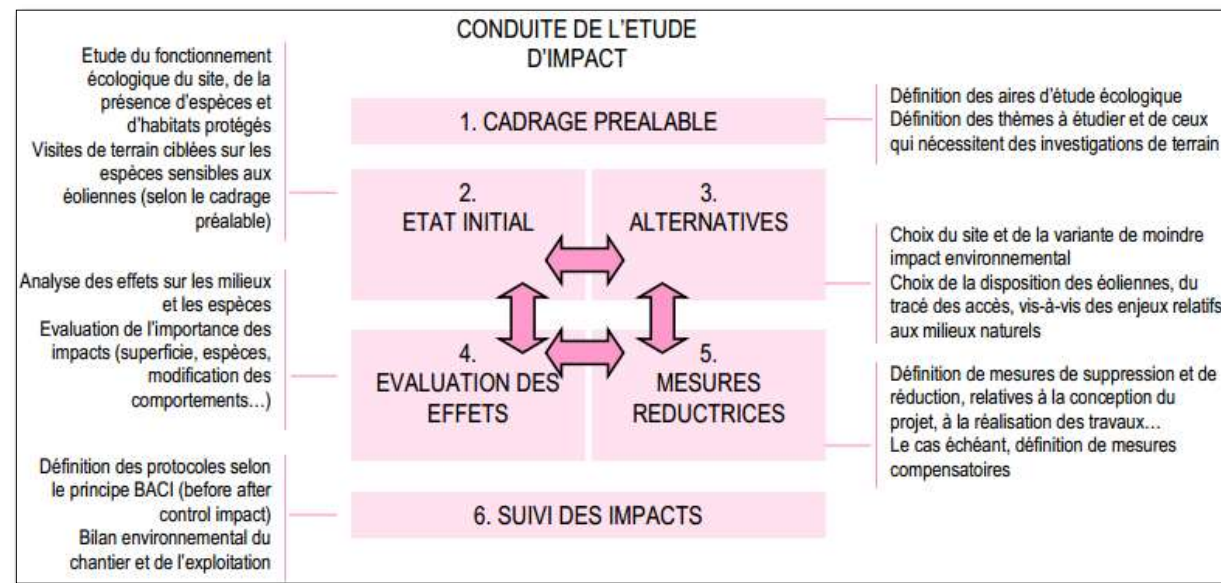 CONDUITE DE L'ETUDE
D'IMPACT
Etude du fonctionnement
écologique du site, de la
présence d'espèces et
d'habitats protégés
Visites de terrain ciblées sur les
espèces sensibles aux
éoliennes (selon le cadrage
préalable)
1. CADRAGE PREALABLE
Définition des aires d'étude écologique
Définition des thèmes à étudier et de ceux
qui nécessitent des investigations de terrain
2.
ETAT INITIAL
3.
ALTERNATIVES
Choix du site et de la variante de moindre
impact environnemental
Choix de la disposition des éoliennes, du
tracé des accès, vis-à-vis des enjeux relatifs
aux milieux naturels
Analyse des effets sur les milieux
et les espèces
Evaluation de l'importance des
impacts (superficie, espèces,
modification des
comportements…)
4.
EVALUATION DES
EFFETS
5.
MESURES
REDUCTRICES
Définition de mesures de suppression et de
réduction, relatives à la conception du
projet, à la réalisation des travaux…
Le cas échéant, définition de mesures
compensatoires
Définition des protocoles selon
le principe BACI (before after
control impact)
Bilan environnemental du
chantier et de l'exploitation
6. SUIVI DES IMPACTS